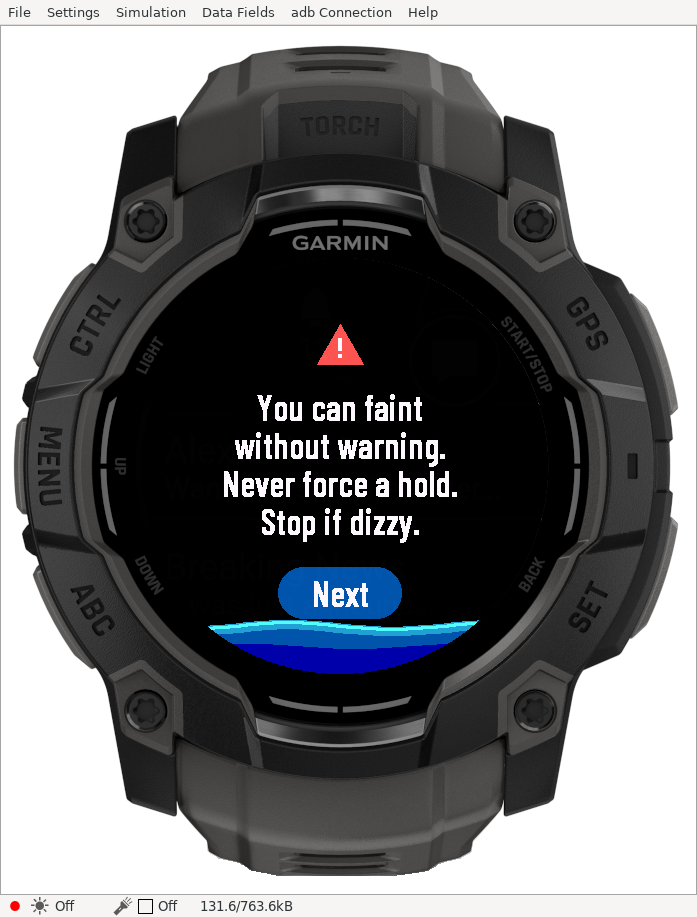 File Settings Simulation Data Fields adb Connection Help
TORCH
GARMIN
CTRL
LIGHT
GPS
START/STOP
You can faint
without warning.
Never force a hold.
Stop if dizzy.
MENU
UP
DOWN
BACK
ABC
SET
Next
Off Off 131.6/763.6kB